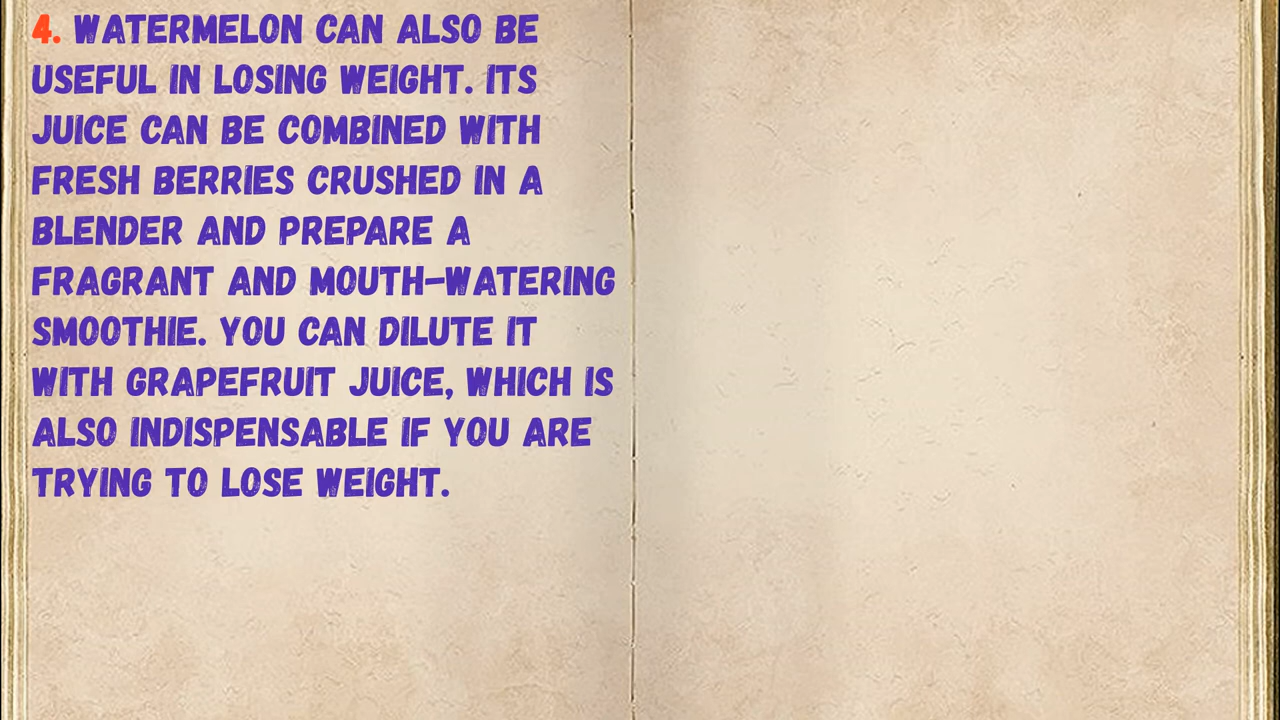 4. WATERMELON CAN ALSO BE
USEFUL IN LOSING WEIGHT. ITS
JUICE CAN BE COMBINED WITH
FRESH BERRIES CRUSHED IN A
BLENDER AND PREPARE A
FRAGRANT AND MOUTH-WATERING
SMOOTHIE. YOU CAN DILUTE IT
WITH GRAPEFRUIT JUICE, WHICH IS
ALSO INDISPENSABLE IF YOU ARE
TRYING TO LOSE WEIGHT.